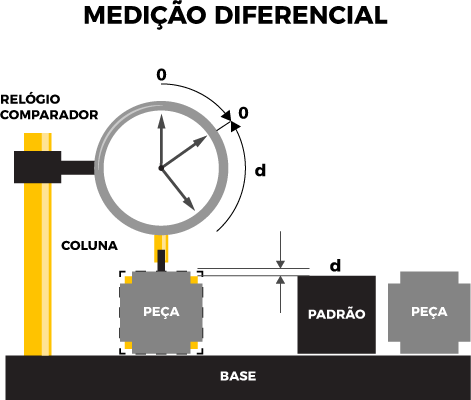 MEDIÇÃO DIFERENCIAL
0
RELÓGIO
COMPARADOR
0
d
COLUNA
d
PEÇA
PADRÃO
PEÇA
BASE